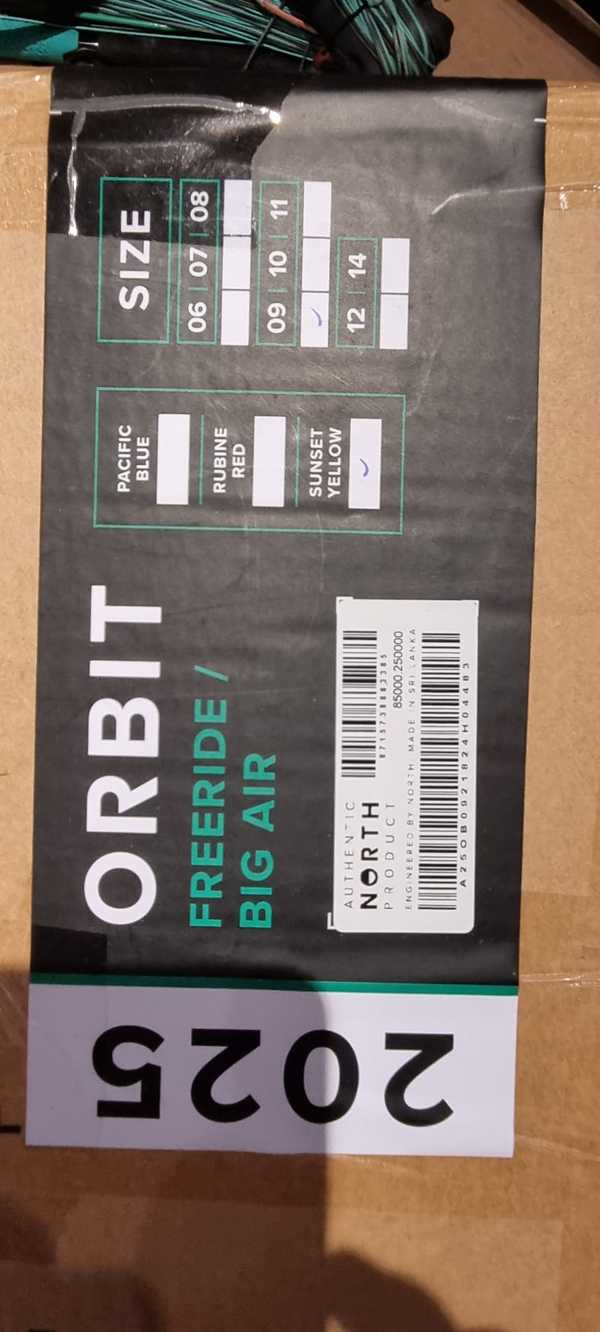 ORBIT
FREERIDE /
BIG AIR
PACIFIC
BLUE
RUBINE
RED
SUNSET
YELLOW
SIZE
06 | 07 | 08
09 | 10 | 11
12 | 14
AUTHENTIC
NORTH
PRODUCT
85000.250000
ENGINEERED BY NORTH. MADE IN SRI LANKA
A25OB0921824H04483
2025